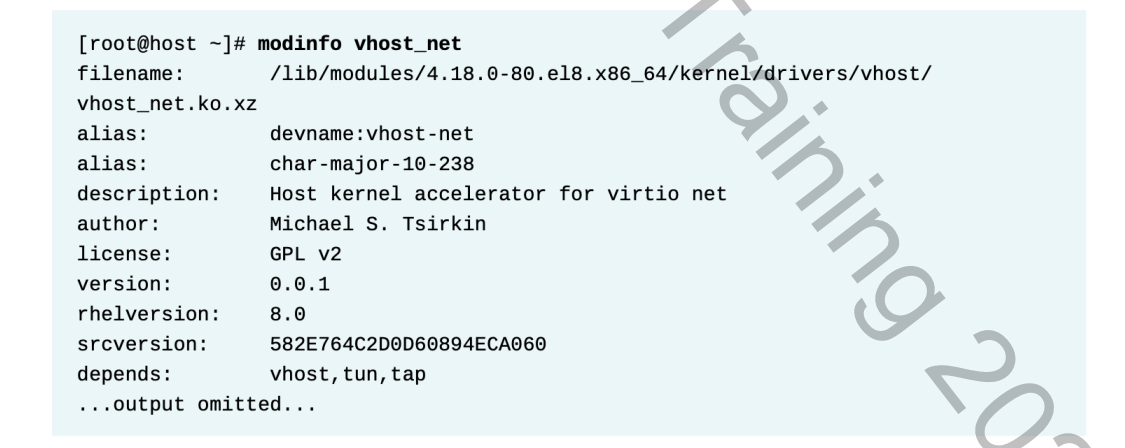 [root@host ~]# modinfo vhost_net
filename:       /lib/modules/4.18.0-80.el8.x86_64/kernel/drivers/vhost/
vhost_net.ko.xz
alias:          devname:vhost-net
alias:          char-major-10-238
description:    Host kernel accelerator for virtio net
author:         Michael S. Tsirkin
license:        GPL v2
version:        0.0.1
rhelversion:    8.0
srcversion:     582E764C2D0D60894ECA060
depends:        vhost,tun,tap
...output omitted...
Training